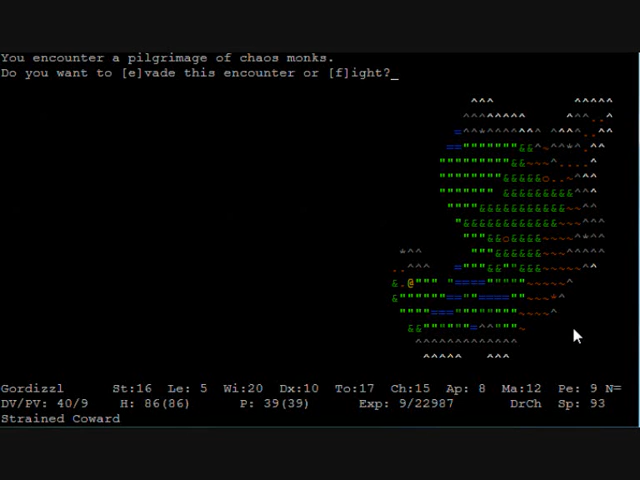 You encounter a pilgrimage of chaos monks.
Do you want to [e]vade this encounter or [f]ight?_
Gordizzl St:16 Le: 5 Wi:20 Dx:10 To:17 Ch:15 Ap: 8 Ma:12 Pe: 9 N=
DV/PV: 40/9 H: 86(86) P: 39(39) Exp: 9/22987 DrCh Sp: 93
Strained Coward